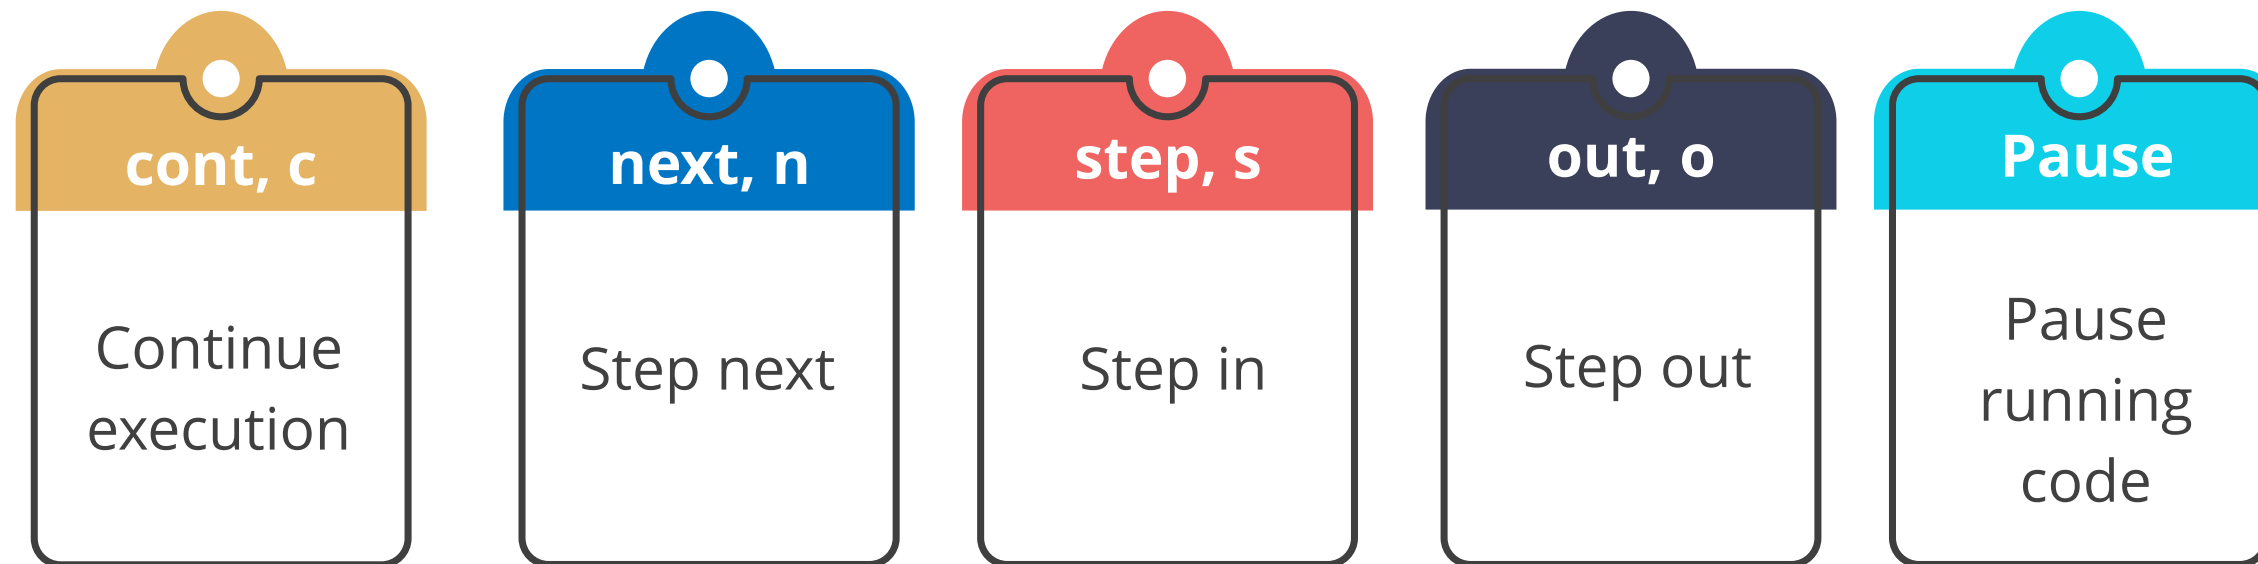 cont, c
Continue
execution
next, n
Step next
step, s
Step in
out, o
Step out
Pause
Pause
running
code